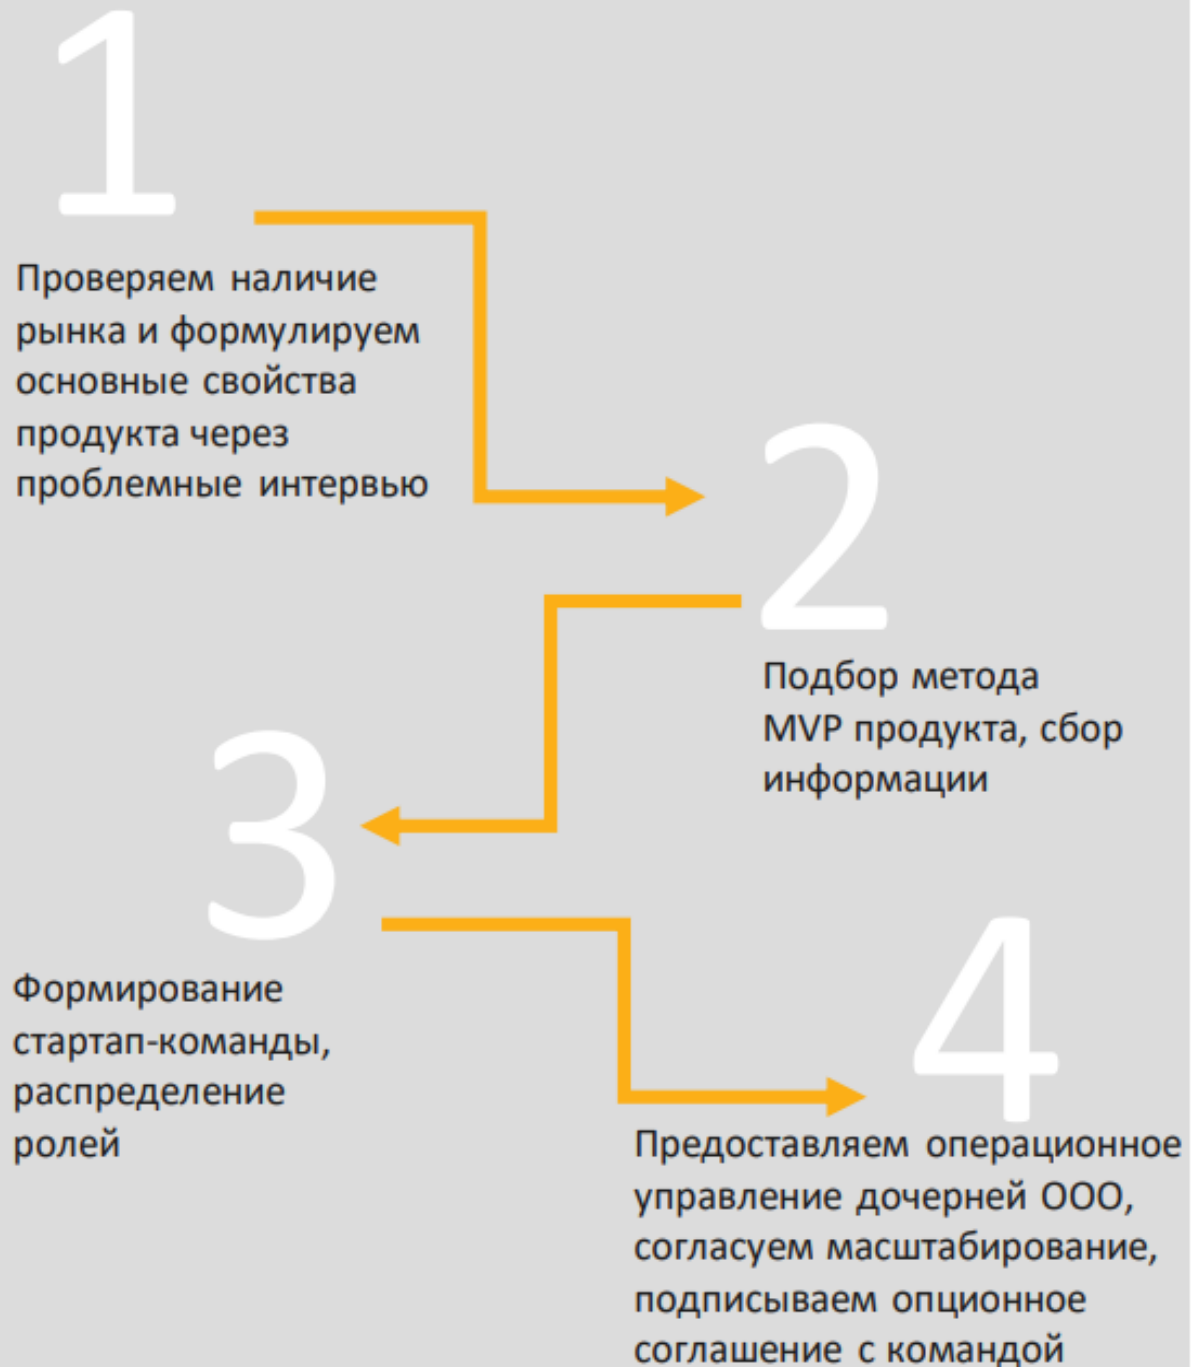 1
Проверяем наличие
рынка и формулируем
основные свойства
продукта через
проблемные интервью
2
Подбор метода
MVP продукта, сбор
информации
3
Формирование
стартап-команды,
распределение
ролей
4
Предоставляем операционное
управление дочерней ООО,
согласуем масштабирование,
подписываем опционное
соглашение с командой